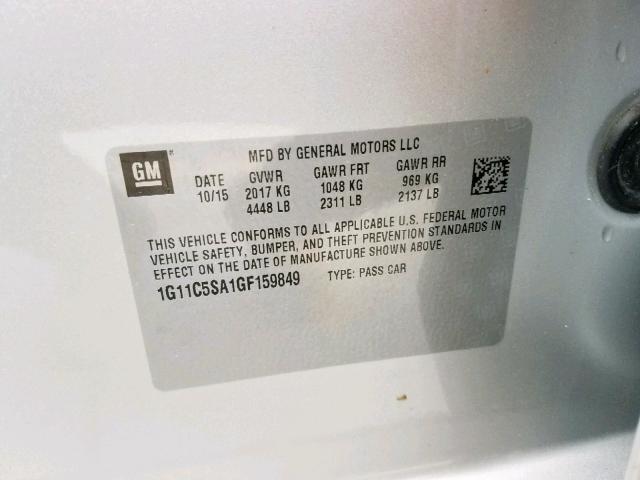 GM
MFD BY GENERAL MOTORS LLC
DATE GVWR GAWR FRT GAWR RR
10/15 2017 KG 1048 KG 969 KG
4448 LB 2311 LB 2137 LB
THIS VEHICLE CONFORMS TO ALL APPLICABLE U.S. FEDERAL MOTOR
VEHICLE SAFETY, BUMPER, AND THEFT PREVENTION STANDARDS IN
EFFECT ON THE DATE OF MANUFACTURE SHOWN ABOVE.
1G11C5SA1GF159849 TYPE: PASS CAR